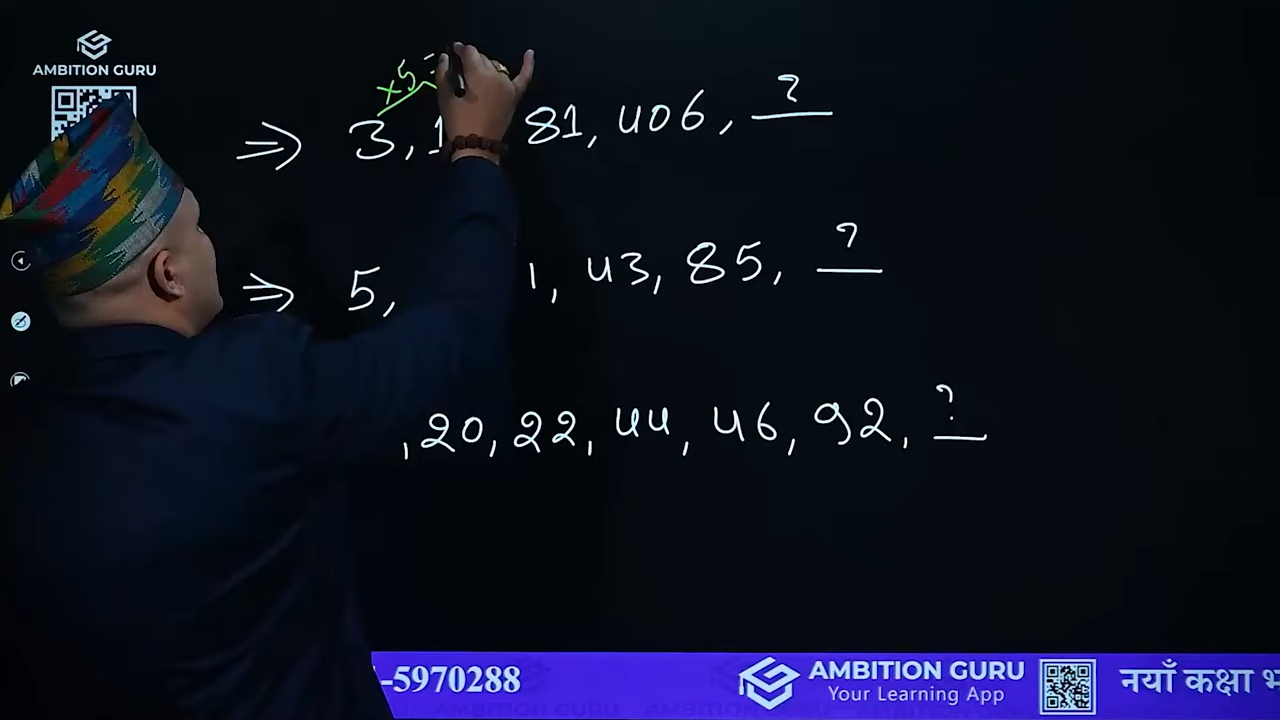 AMBITION GURU
×5 =
⇒ 3, 1 81, 406, ?
⇒ 5, 1, 43, 85, ?
, 20, 22, 44, 46, 92, ?
-5970288 AMBITION GURU नयाँ कक्षा भ
Your Learning App